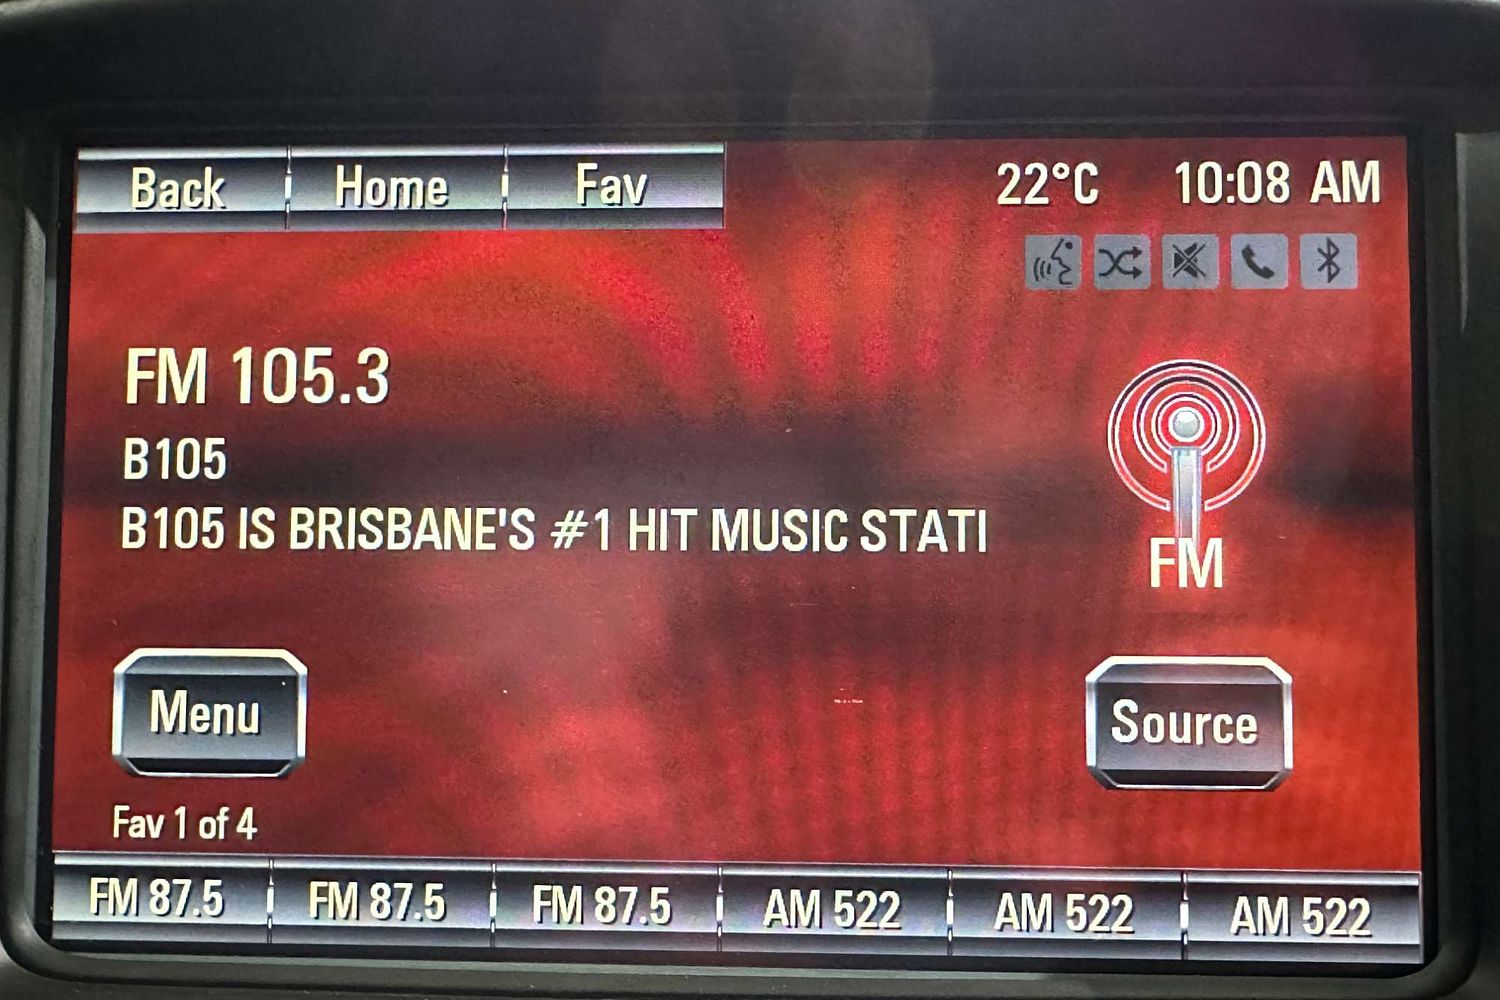 Back Home Fav 22°C 10:08 AM
FM 105.3
B105
B105 IS BRISBANE'S #1 HIT MUSIC STATI
FM
Menu Source
Fav 1 of 4
FM 87.5 FM 87.5 FM 87.5 AM 522 AM 522 AM 522